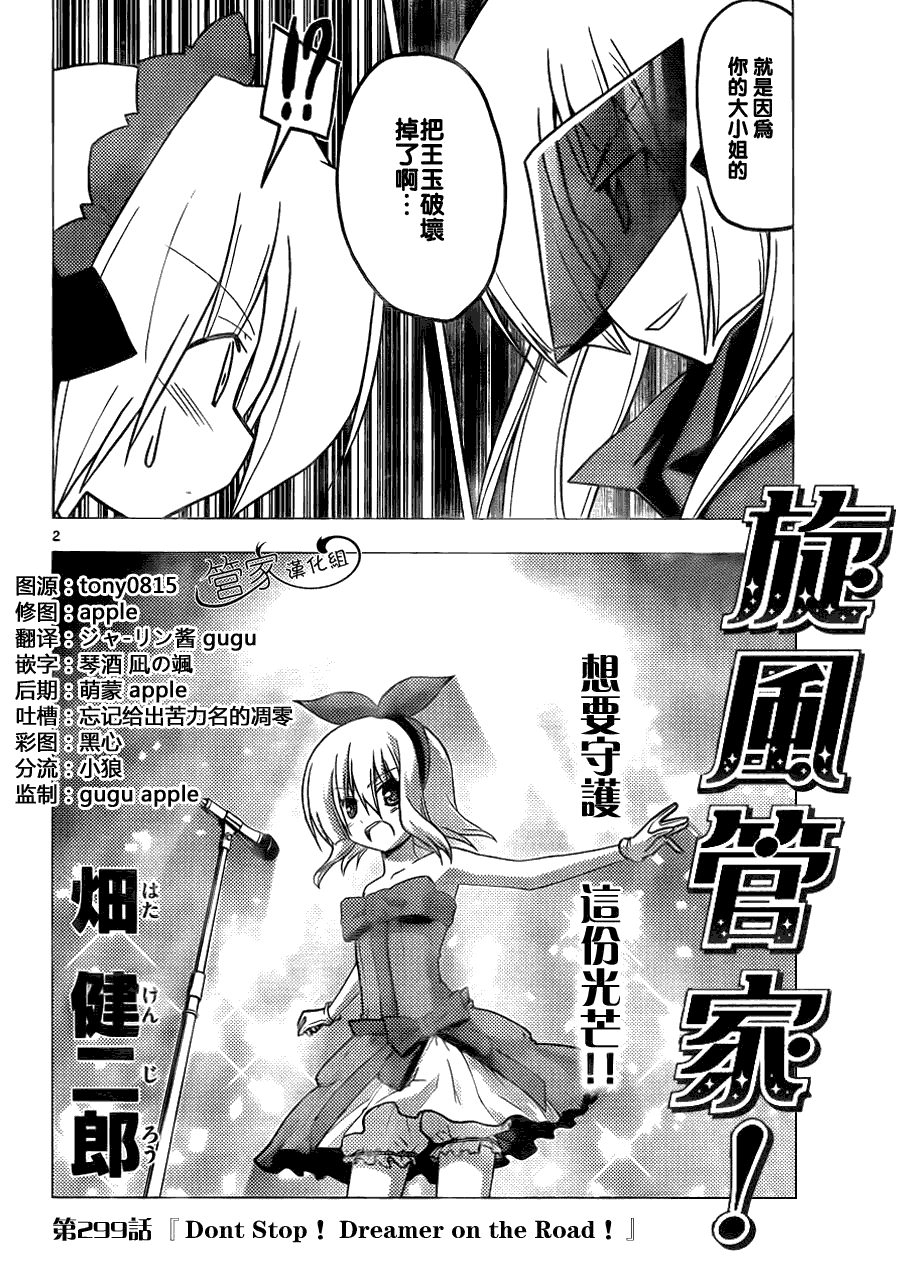 就是因爲
你的大小姐的
把王玉破壞
掉了啊…
!!?
2
管家漢化組
旋風管家！
图源：tony0815
修图：apple
翻译：ジャ-リン酱 gugu
嵌字：琴酒 凪の颯
后期：萌蒙 apple
吐槽：忘记给出苦力名的凋零
彩图：黑心
分流：小狼
监制：gugu apple
想要守護
這份光芒!!
畑 健二郎
はた けん じ ろう
第299話『Dont Stop！ Dreamer on the Road！』